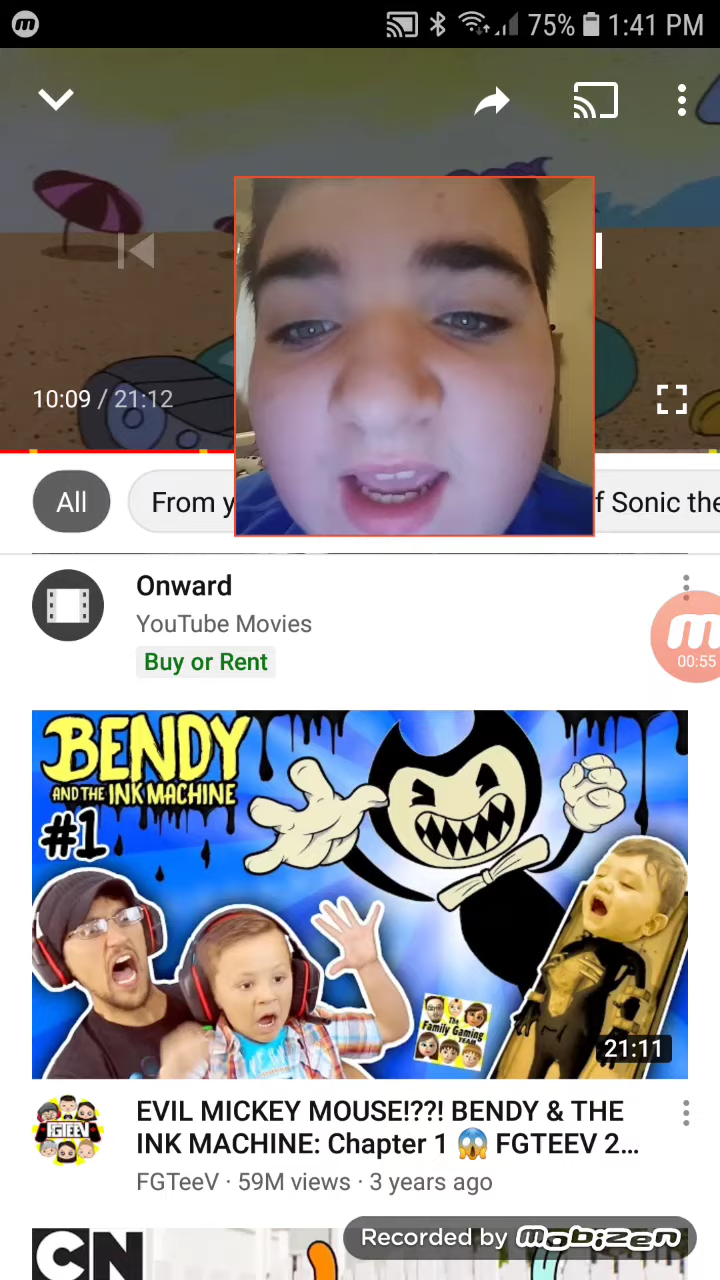 m
75% 1:41 PM
10:09 / 21:12
All
From y
f Sonic the
Onward
YouTube Movies
Buy or Rent
m
00:55
BENDY
AND THE INK MACHINE
#1
The
Family Gaming
TEAM
21:11
FGTEEV
EVIL MICKEY MOUSE!??! BENDY & THE
INK MACHINE: Chapter 1 😱 FGTEEV 2...
FGTeeV · 59M views · 3 years ago
CN
Recorded by mobizen